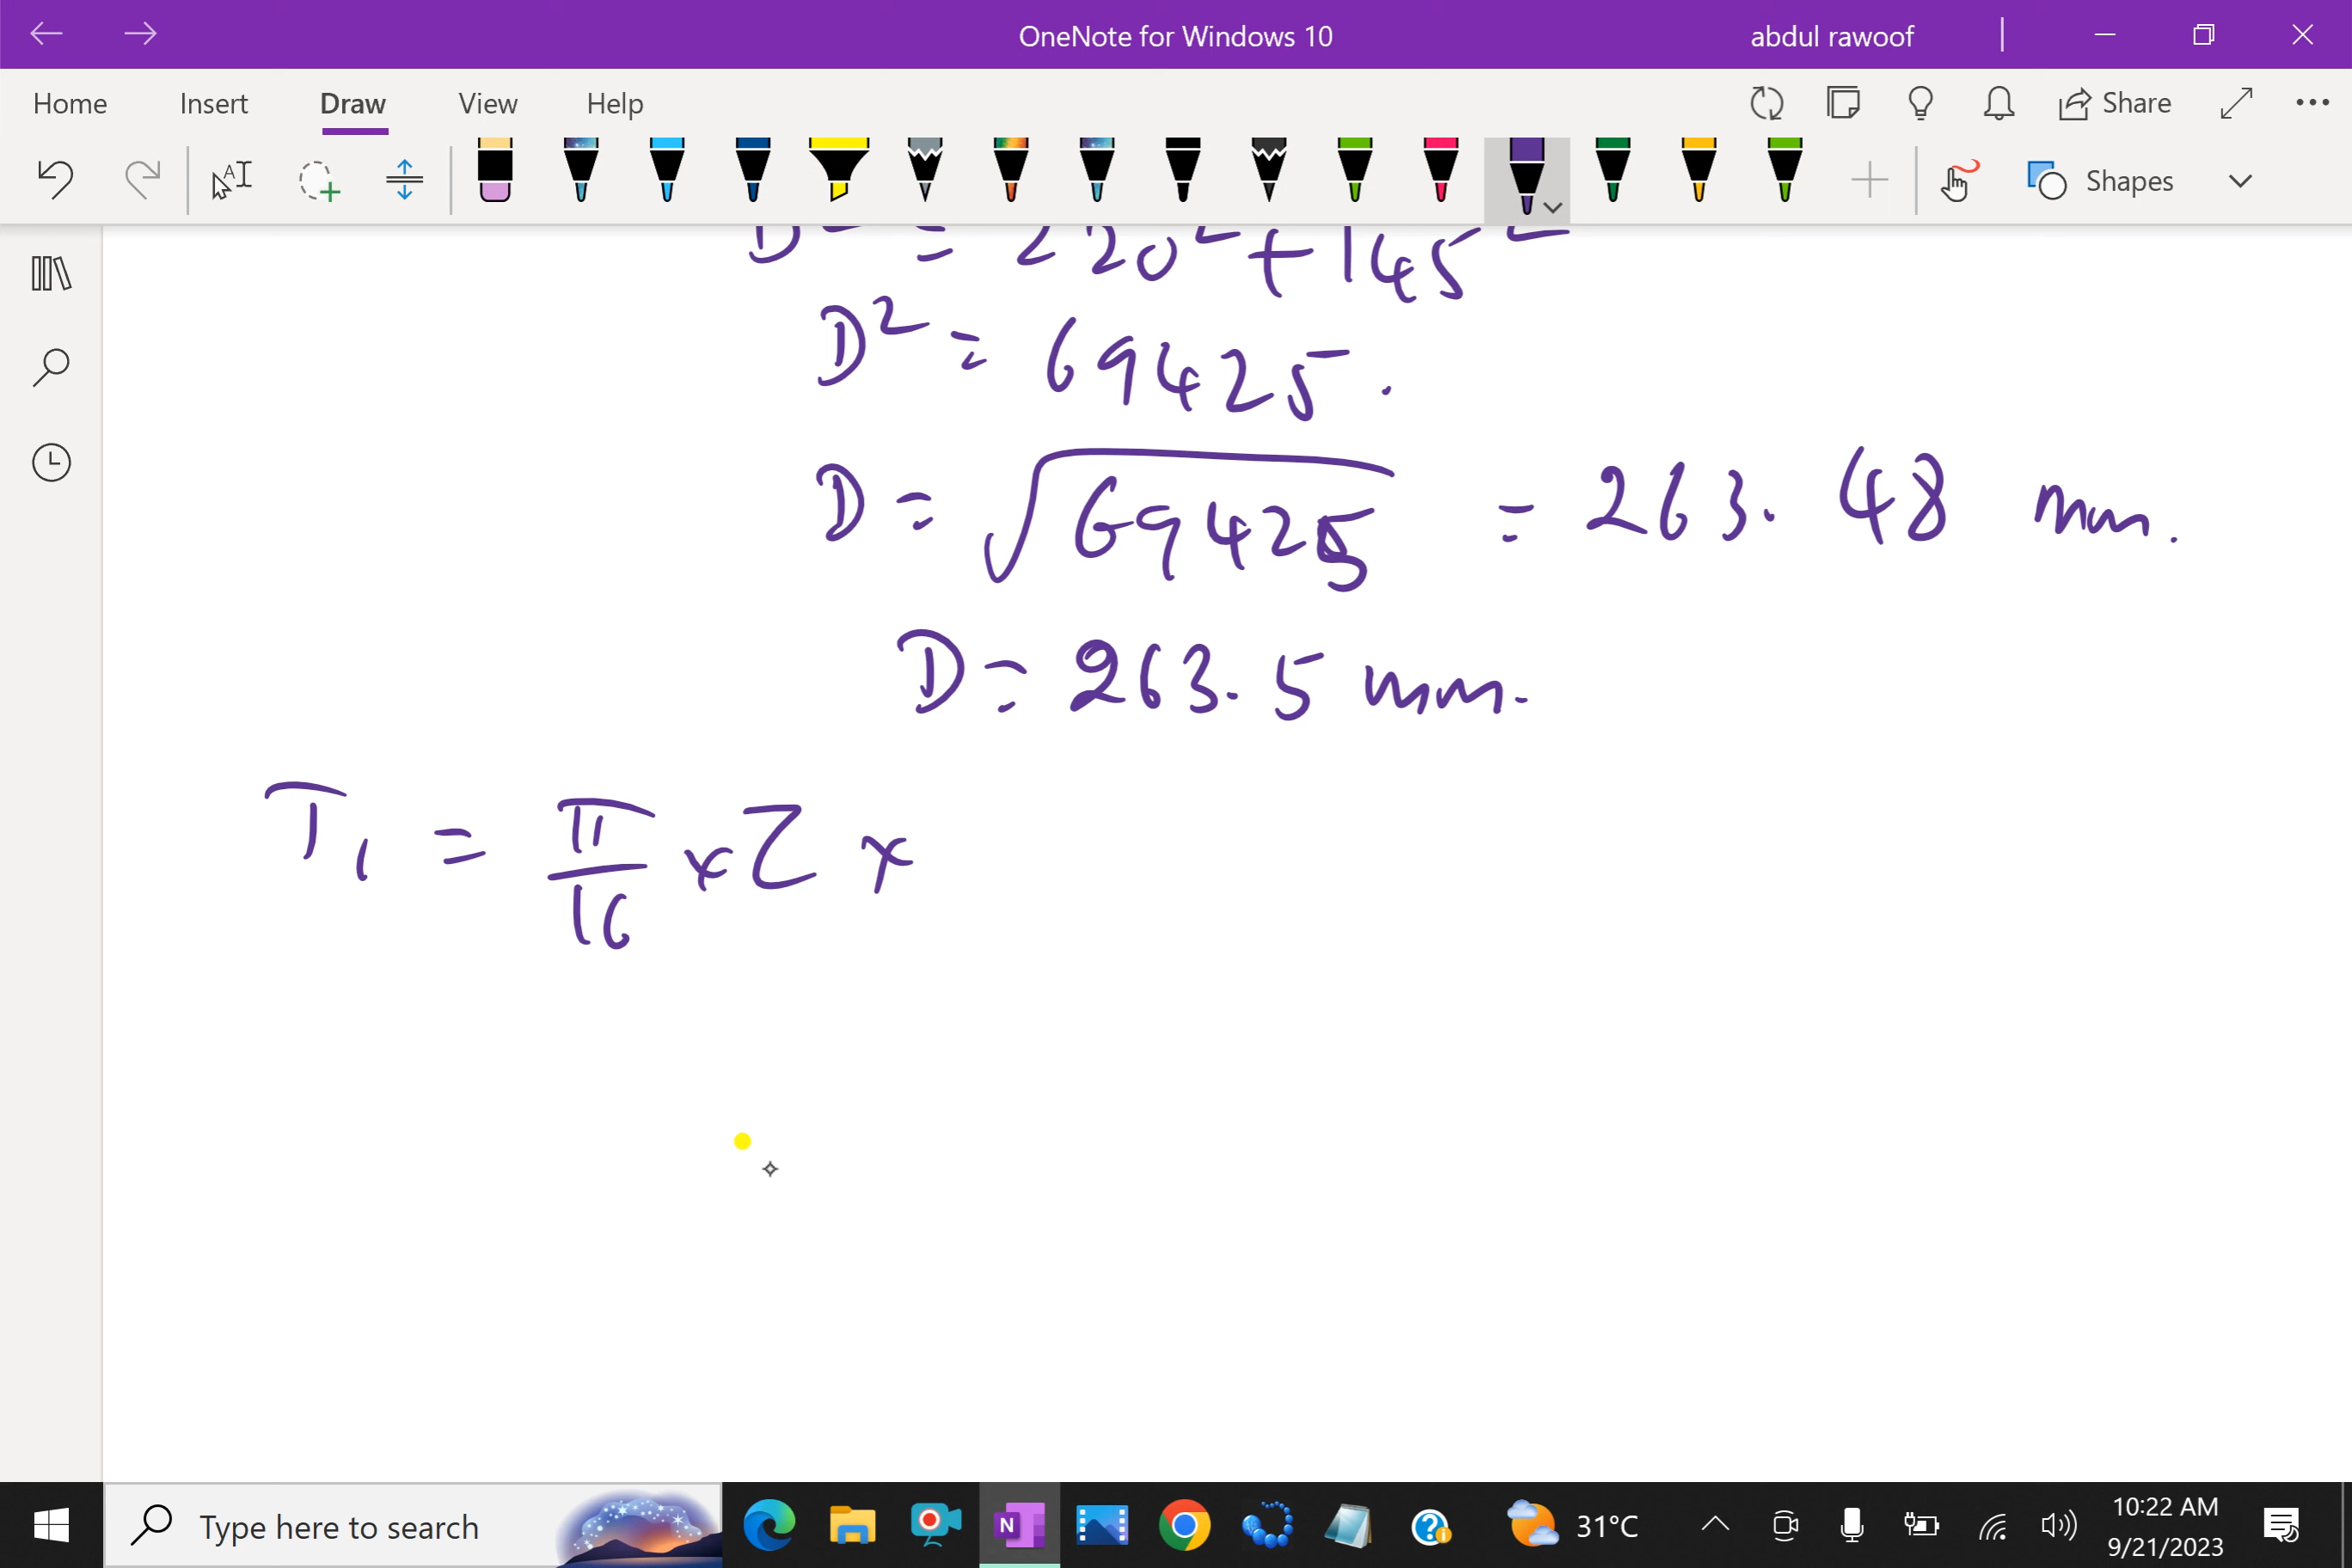 OneNote for Windows 10
abdul rawoof
Home Insert Draw View Help
Share
Shapes
D² = 220² + 145²
D² = 69425.
D = √69425 = 263.48 mm.
D = 263.5 mm.
T₁ = π/16 × Z ×
Type here to search
31°C
10:22 AM
9/21/2023